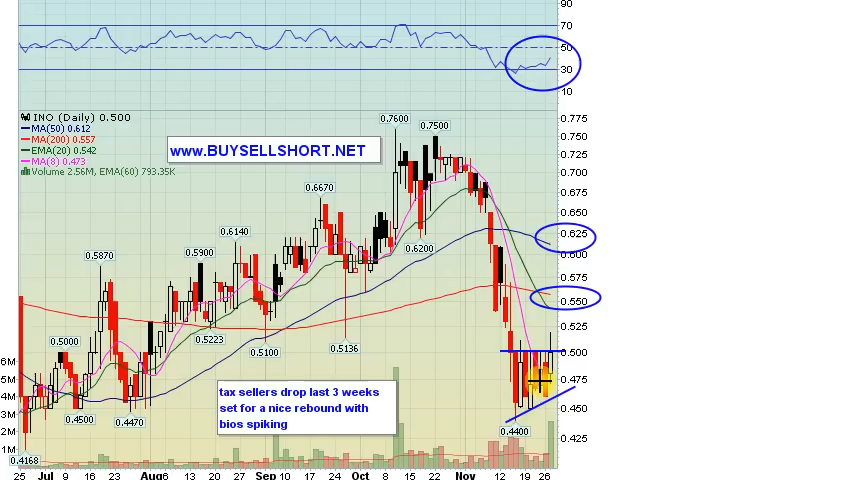 90
70
50
30
10
INO (Daily) 0.500
MA(50) 0.612
MA(200) 0.557
EMA(20) 0.542
MA(8) 0.473
Volume 2.56M, EMA(60) 793.35K
www.BUYSELLSHORT.NET
0.7600
0.7500
0.6670
0.6140
0.5900
0.5870
0.6200
0.5000
0.5223
0.5100
0.5136
0.4500
0.4470
0.4400
0.4168
tax sellers drop last 3 weeks
set for a nice rebound with
bios spiking
0.775
0.750
0.725
0.700
0.675
0.650
0.625
0.600
0.575
0.550
0.525
0.500
0.475
0.450
0.425
6M
5M
4M
3M
2M
1M
25 Jul 9 16 23 Aug6 13 20 27 Sep 10 17 24 Oct 8 15 22 Nov 12 19 26